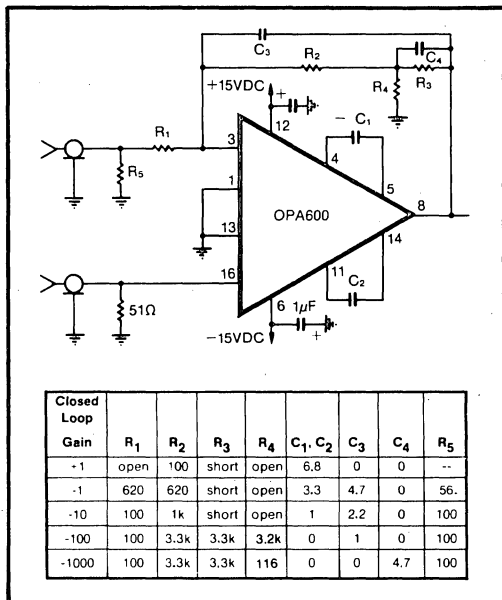 C3
R2
C4
R4 R3
+15VDC +
12
R1
3
4
− C1
5
R5
1
OPA600
8
13
14
16
11
C2
51Ω
6 1μF
−15VDC +
Closed
Loop
Gain R1 R2 R3 R4 C1, C2 C3 C4 R5
+1 open 100 short open 6.8 0 0 --
-1 620 620 short open 3.3 4.7 0 56.
-10 100 1k short open 1 2.2 0 100
-100 100 3.3k 3.3k 3.2k 0 1 0 100
-1000 100 3.3k 3.3k 116 0 0 4.7 100